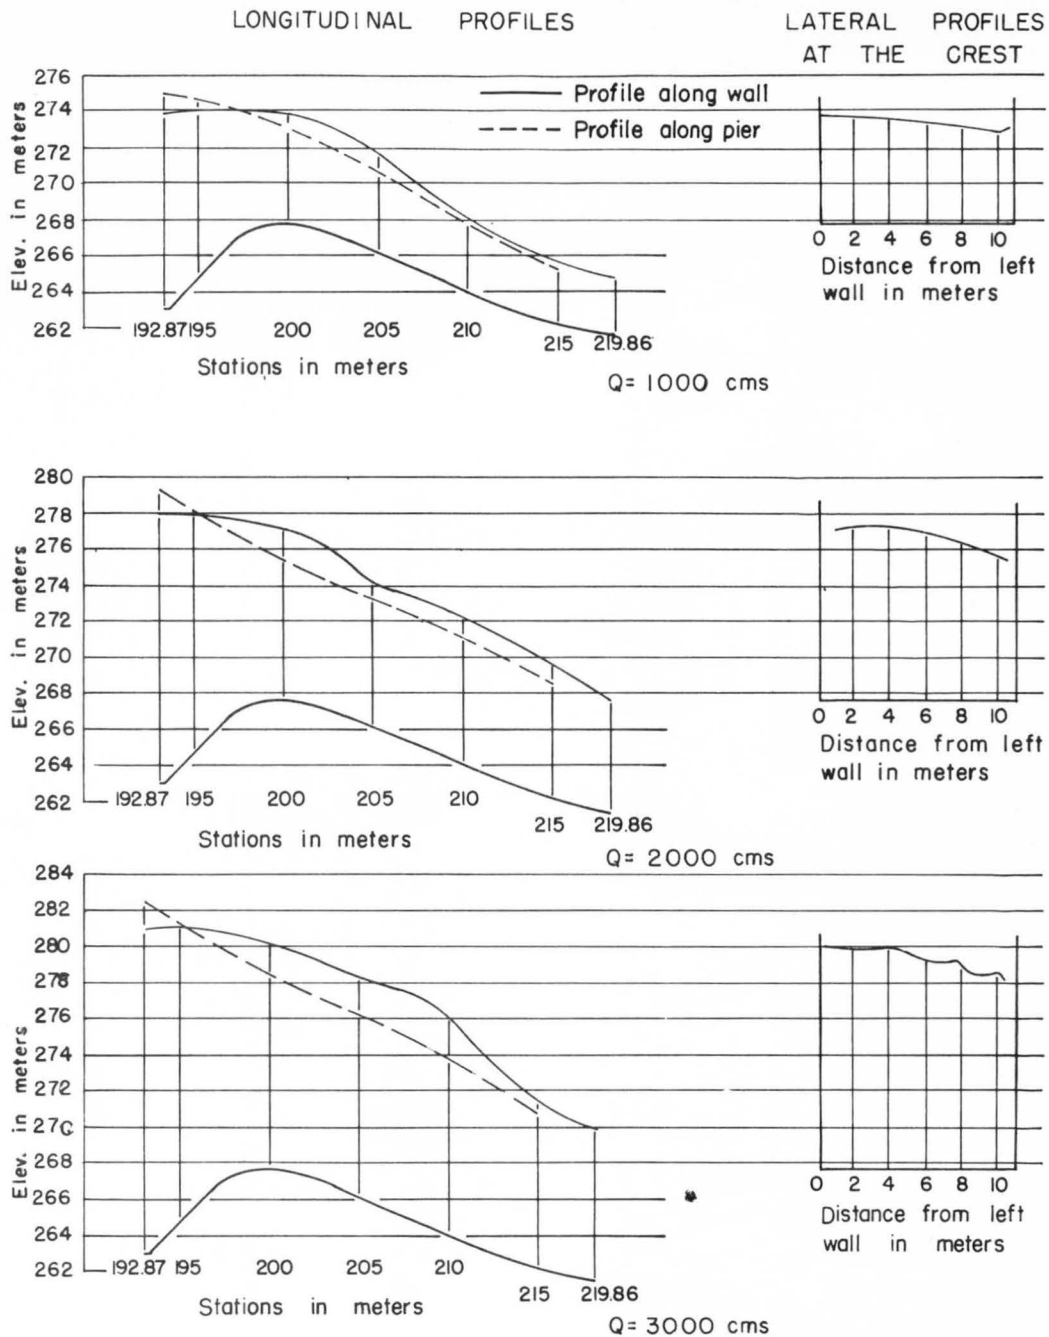 LONGITUDINAL PROFILES
LATERAL PROFILES
AT THE CREST
Profile along wall
Profile along pier
Elev. in meters
276
274
272
270
268
266
264
262
192.87 195 200 205 210 215 219.86
Stations in meters
Q= 1000 cms
0 2 4 6 8 10
Distance from left
wall in meters
Elev. in meters
280
278
276
274
272
270
268
266
264
262
192.87 195 200 205 210 215 219.86
Stations in meters
Q= 2000 cms
0 2 4 6 8 10
Distance from left
wall in meters
Elev. in meters
284
282
280
278
276
274
272
270
268
266
264
262
192.87 195 200 205 210 215 219.86
Stations in meters
Q= 3000 cms
0 2 4 6 8 10
Distance from left
wall in meters